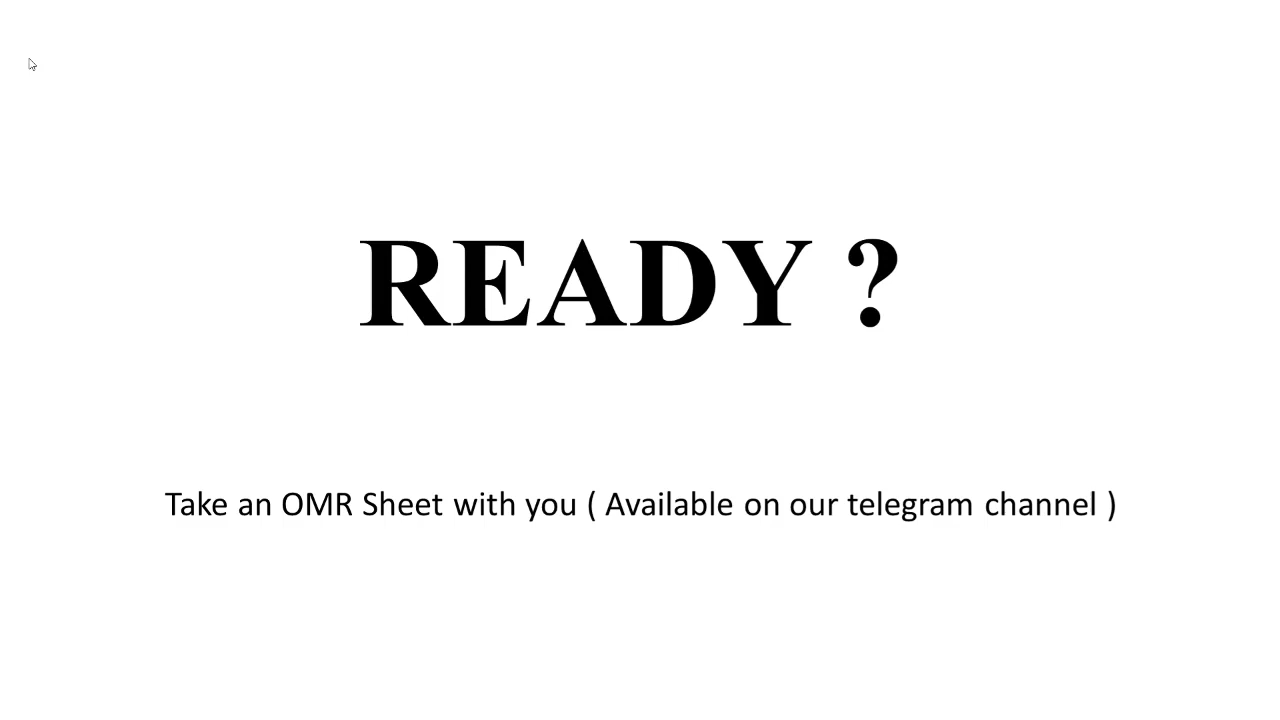 READY ?
Take an OMR Sheet with you ( Available on our telegram channel )